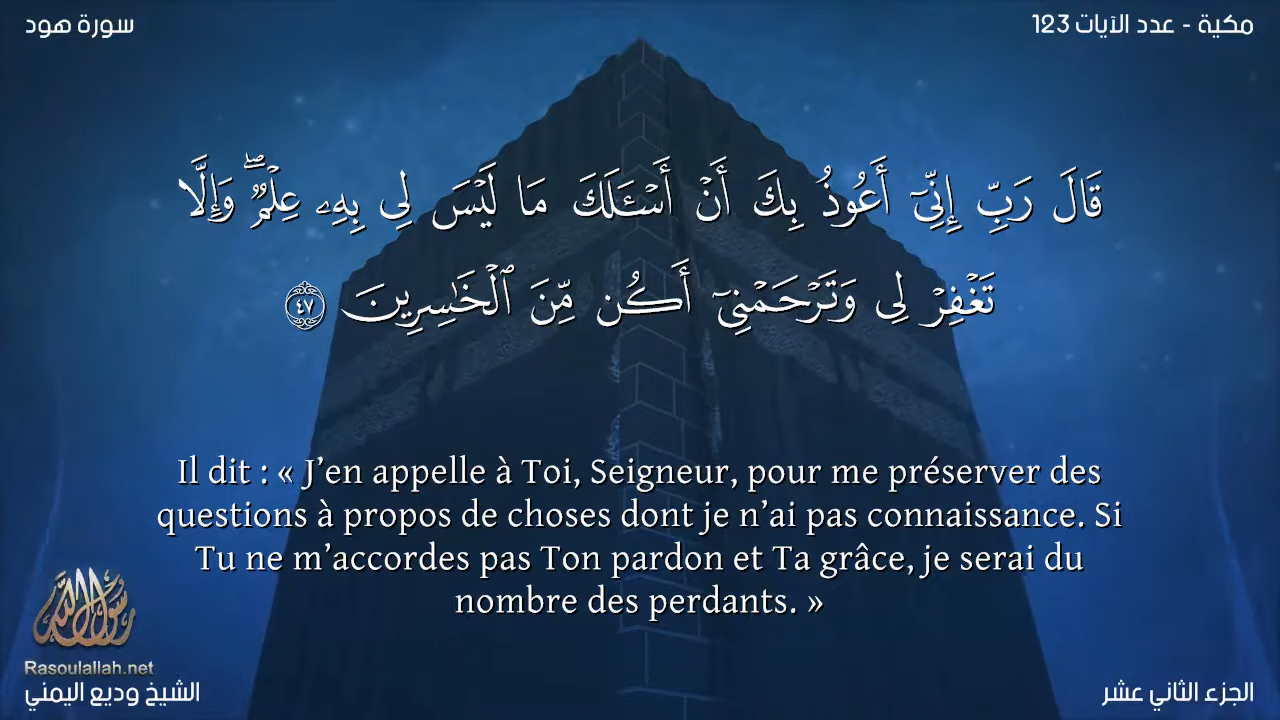 سورة هود
مكية - عدد الآيات 123
قَالَ رَبِّ إِنِّىٓ أَعُوذُ بِكَ أَنْ أَسْـَٔلَكَ مَا لَيْسَ لِى بِهِۦ عِلْمٌۭ ۖ وَإِلَّا
تَغْفِرْ لِى وَتَرْحَمْنِىٓ أَكُن مِّنَ ٱلْخَـٰسِرِينَ ٤٧
Il dit : « J’en appelle à Toi, Seigneur, pour me préserver des
questions à propos de choses dont je n’ai pas connaissance. Si
Tu ne m’accordes pas Ton pardon et Ta grâce, je serai du
nombre des perdants. »
رسول الله
Rasoulallah.net
الشيخ وديع اليمني
الجزء الثاني عشر